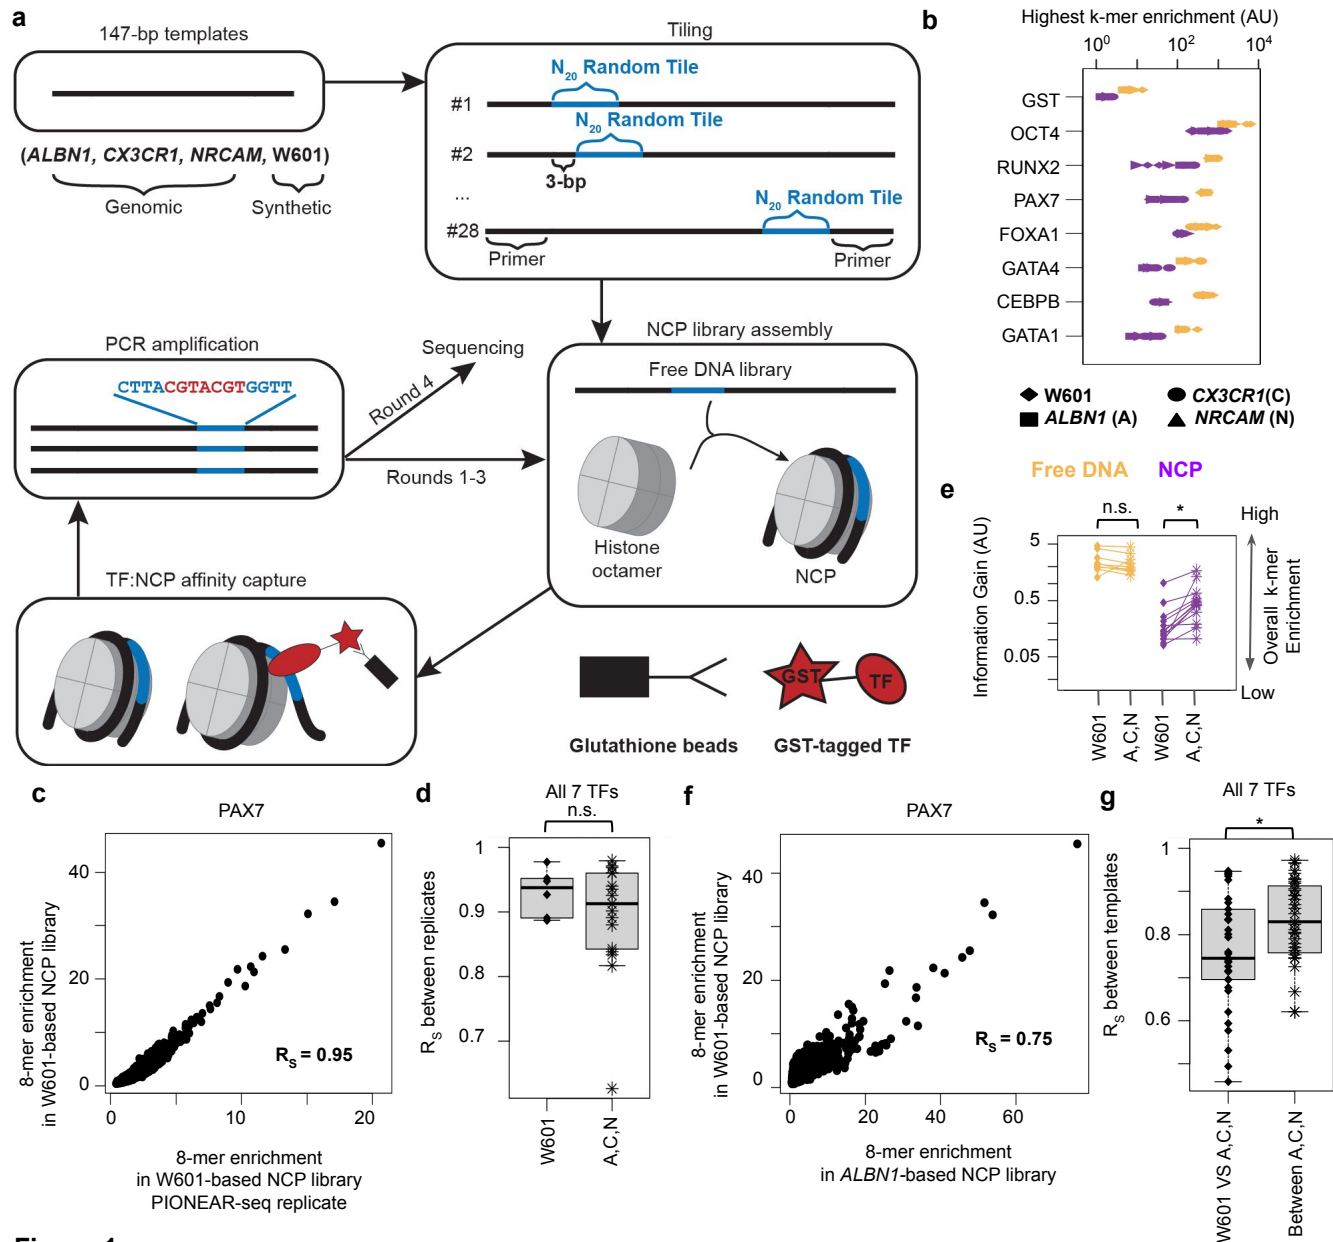 a
147-bp templates
(ALBN1, CX3CR1, NRCAM, W601)
Genomic
Synthetic
Tiling
N20 Random Tile
#1
N20 Random Tile
#2
3-bp
...
N20 Random Tile
#28
Primer
Primer
PCR amplification
CTTACGTACGTGGTT
Sequencing
Round 4
Rounds 1-3
NCP library assembly
Free DNA library
Histone
octamer
NCP
TF:NCP affinity capture
GST
TF
Glutathione beads
GST-tagged TF
b
Highest k-mer enrichment (AU)
10^0 10^2 10^4
GST
OCT4
RUNX2
PAX7
FOXA1
GATA4
CEBPB
GATA1
W601
CX3CR1(C)
ALBN1 (A)
NRCAM (N)
Free DNA
NCP
e
n.s.
*
Information Gain (AU)
5
0.5
0.05
W601
A,C,N
W601
A,C,N
High
Overall k-mer
Enrichment
Low
c
PAX7
8-mer enrichment
in W601-based NCP library
40
20
0
RS = 0.95
0 10 20
8-mer enrichment
in W601-based NCP library
PIONEAR-seq replicate
d
All 7 TFs
n.s.
RS between replicates
1
0.9
0.8
0.7
W601
A,C,N
f
PAX7
8-mer enrichment
in W601-based NCP library
40
20
0
RS = 0.75
0 20 40 60
8-mer enrichment
in ALBN1-based NCP library
g
All 7 TFs
*
RS between templates
1
0.8
0.6
W601 VS A,C,N
Between A,C,N